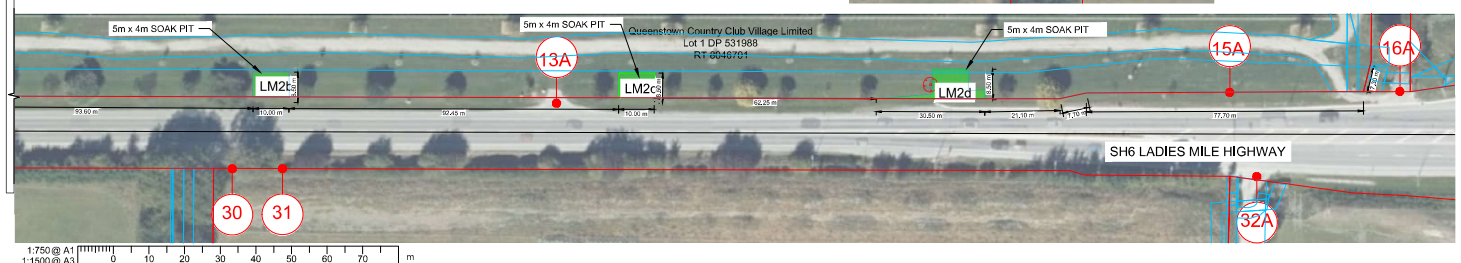 5m x 4m SOAK PIT
5m x 4m SOAK PIT
5m x 4m SOAK PIT
Queenstown Country Club Village Limited
Lot 1 DP 531988
13A
15A
16A
LM2b
LM2c
LM2d
93.60 m
10.00 m
92.45 m
10.00 m
62.25 m
30.50 m
21.10 m
1.70 m
77.70 m
SH6 LADIES MILE HIGHWAY
30
31
32A
1:750 @ A1
1:1500 @ A3
0 10 20 30 40 50 60 70 m